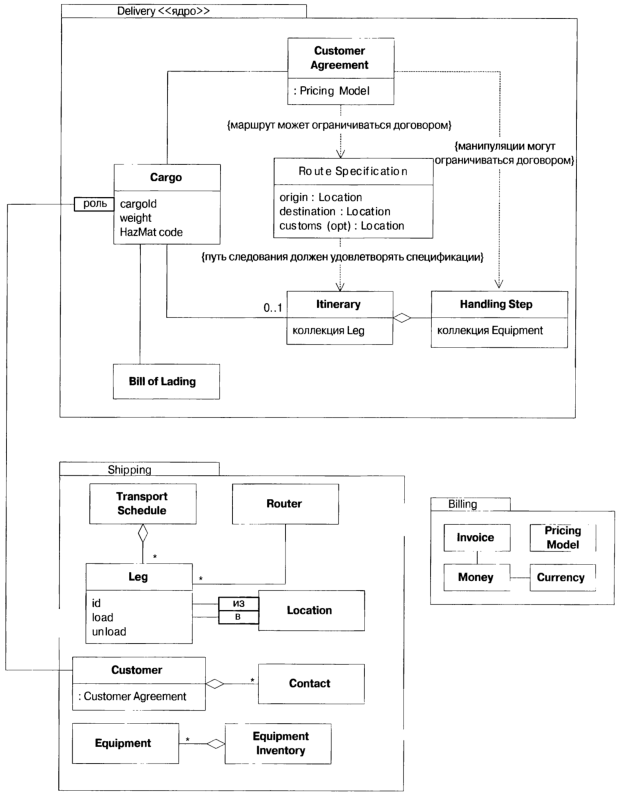 Delivery <<ядро>>
Customer
Agreement
: Pricing Model
{маршрут может ограничиваться договором}
{манипуляции могут
ограничиваться договором}
Cargo
роль
cargoId
weight
HazMat code
Route Specification
origin : Location
destination : Location
customs (opt) : Location
{путь следования должен удовлетворять спецификации}
0..1
Itinerary
коллекция Leg
Handling Step
коллекция Equipment
Bill of Lading
Shipping
Transport
Schedule
Router
*
Leg
*
id
load
unload
из
в
Location
Customer
: Customer Agreement
*
Contact
Equipment
*
Equipment
Inventory
Billing
Invoice
Pricing
Model
Money
Currency